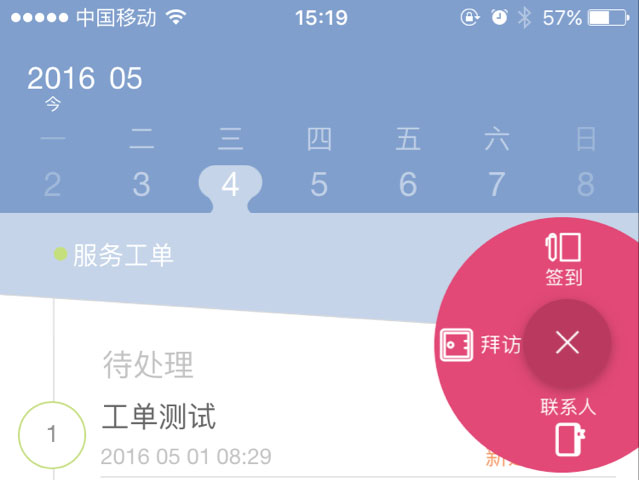 中国移动 15:19 57%
2016 05
今
一 二 三 四 五 六 日
2 3 4 5 6 7 8
服务工单
签到
拜访
联系人
待处理
1
工单测试
2016 05 01 08:29
新